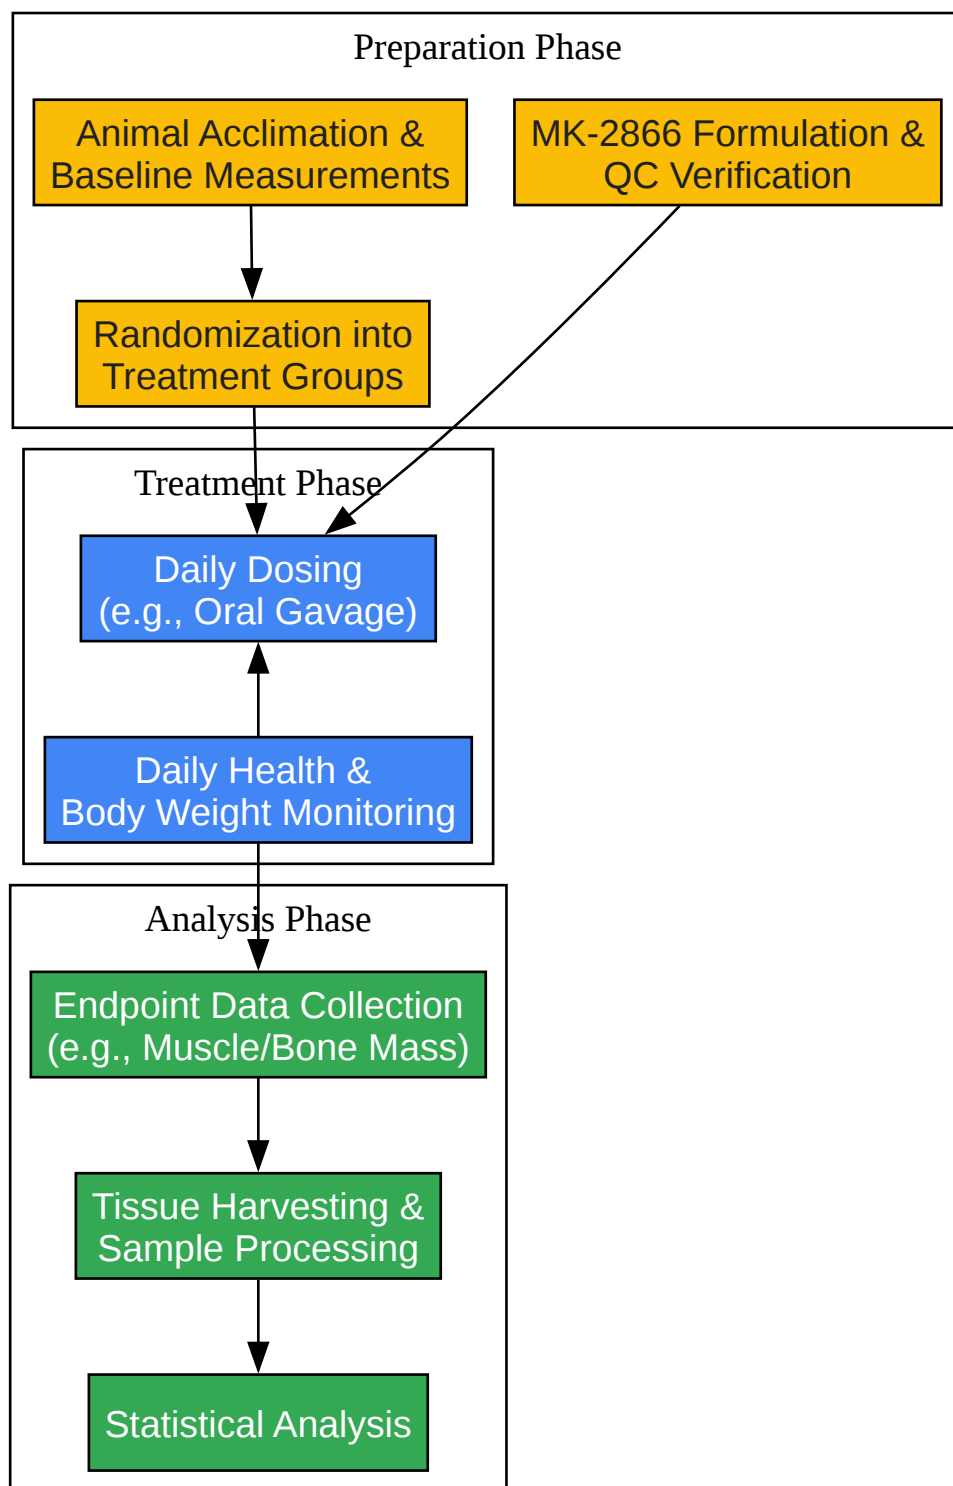 Preparation Phase
Animal Acclimation &
Baseline Measurements
MK-2866 Formulation &
QC Verification
Randomization into
Treatment Groups
Treatment Phase
Daily Dosing
(e.g., Oral Gavage)
Daily Health &
Body Weight Monitoring
Analysis Phase
Endpoint Data Collection
(e.g., Muscle/Bone Mass)
Tissue Harvesting &
Sample Processing
Statistical Analysis